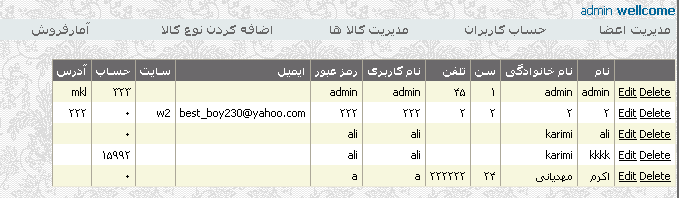 admin wellcome
مدیریت اعضا حساب کاربران مدیریت کالا ها اضافه کردن نوع کالا آمارفروش
نام نام خانوادگی سن تلفن نام کاربری رمز عبور ایمیل سایت حساب آدرس
Edit Delete admin admin ۱ ۴۵ admin admin ۲۲۳ mkl
Edit Delete ۲ ۲ ۲ ۲ ۲۲۲ ۲۲۲ best_boy230@yahoo.com w2 ۰ ۲۲۲
Edit Delete ali karimi ali ali ۰
Edit Delete kkkk karimi ali ali ۱۵۹۹۲
Edit Delete اکرم مهدیانی ۲۴ ۲۲۲۲۲۲ a a ۰